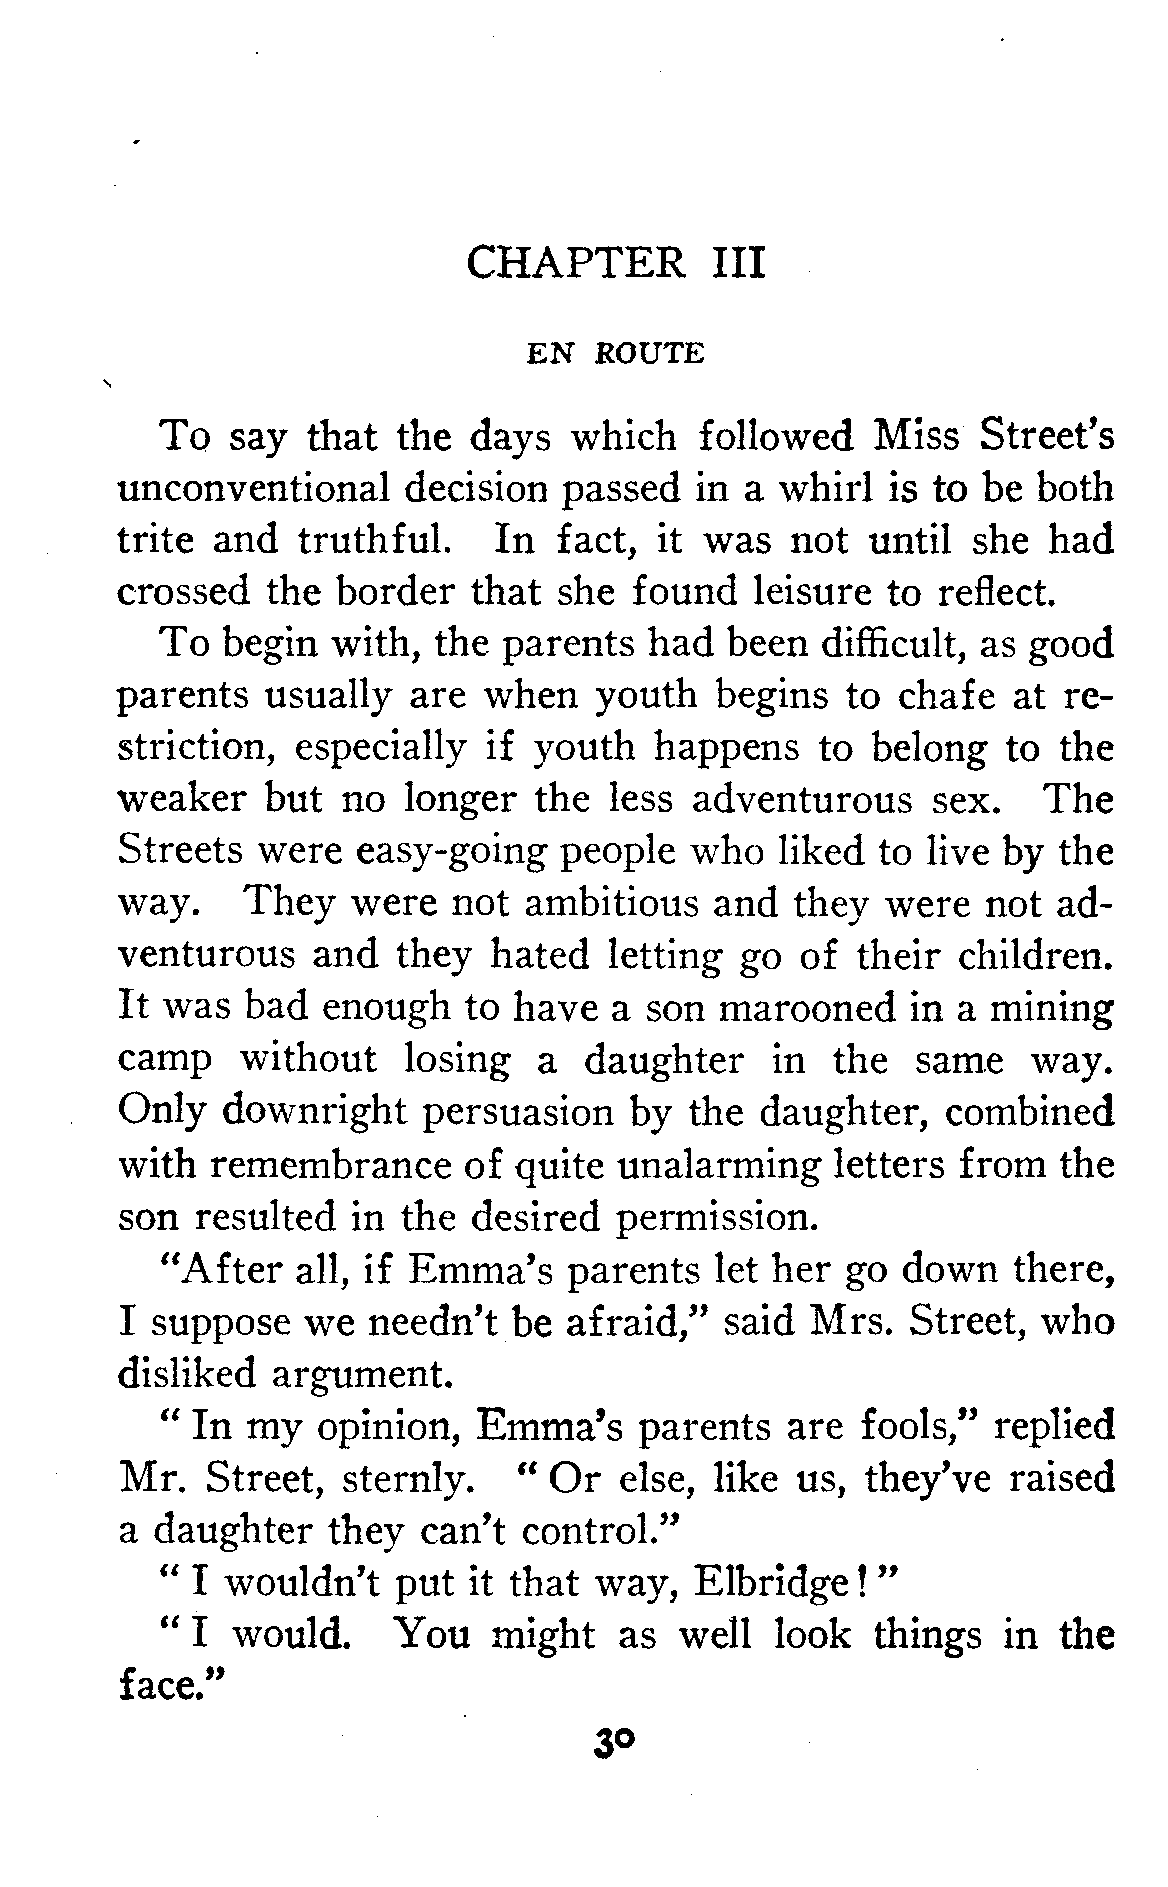 CHAPTER III
EN ROUTE
To say that the days which followed Miss Street's
unconventional decision passed in a whirl is to be both
trite and truthful. In fact, it was not until she had
crossed the border that she found leisure to reflect.
To begin with, the parents had been difficult, as good
parents usually are when youth begins to chafe at re-
striction, especially if youth happens to belong to the
weaker but no longer the less adventurous sex. The
Streets were easy-going people who liked to live by the
way. They were not ambitious and they were not ad-
venturous and they hated letting go of their children.
It was bad enough to have a son marooned in a mining
camp without losing a daughter in the same way.
Only downright persuasion by the daughter, combined
with remembrance of quite unalarming letters from the
son resulted in the desired permission.
"After all, if Emma's parents let her go down there,
I suppose we needn't be afraid," said Mrs. Street, who
disliked argument.
" In my opinion, Emma's parents are fools," replied
Mr. Street, sternly. " Or else, like us, they've raised
a daughter they can't control."
" I wouldn't put it that way, Elbridge! "
" I would. You might as well look things in the
face."
30